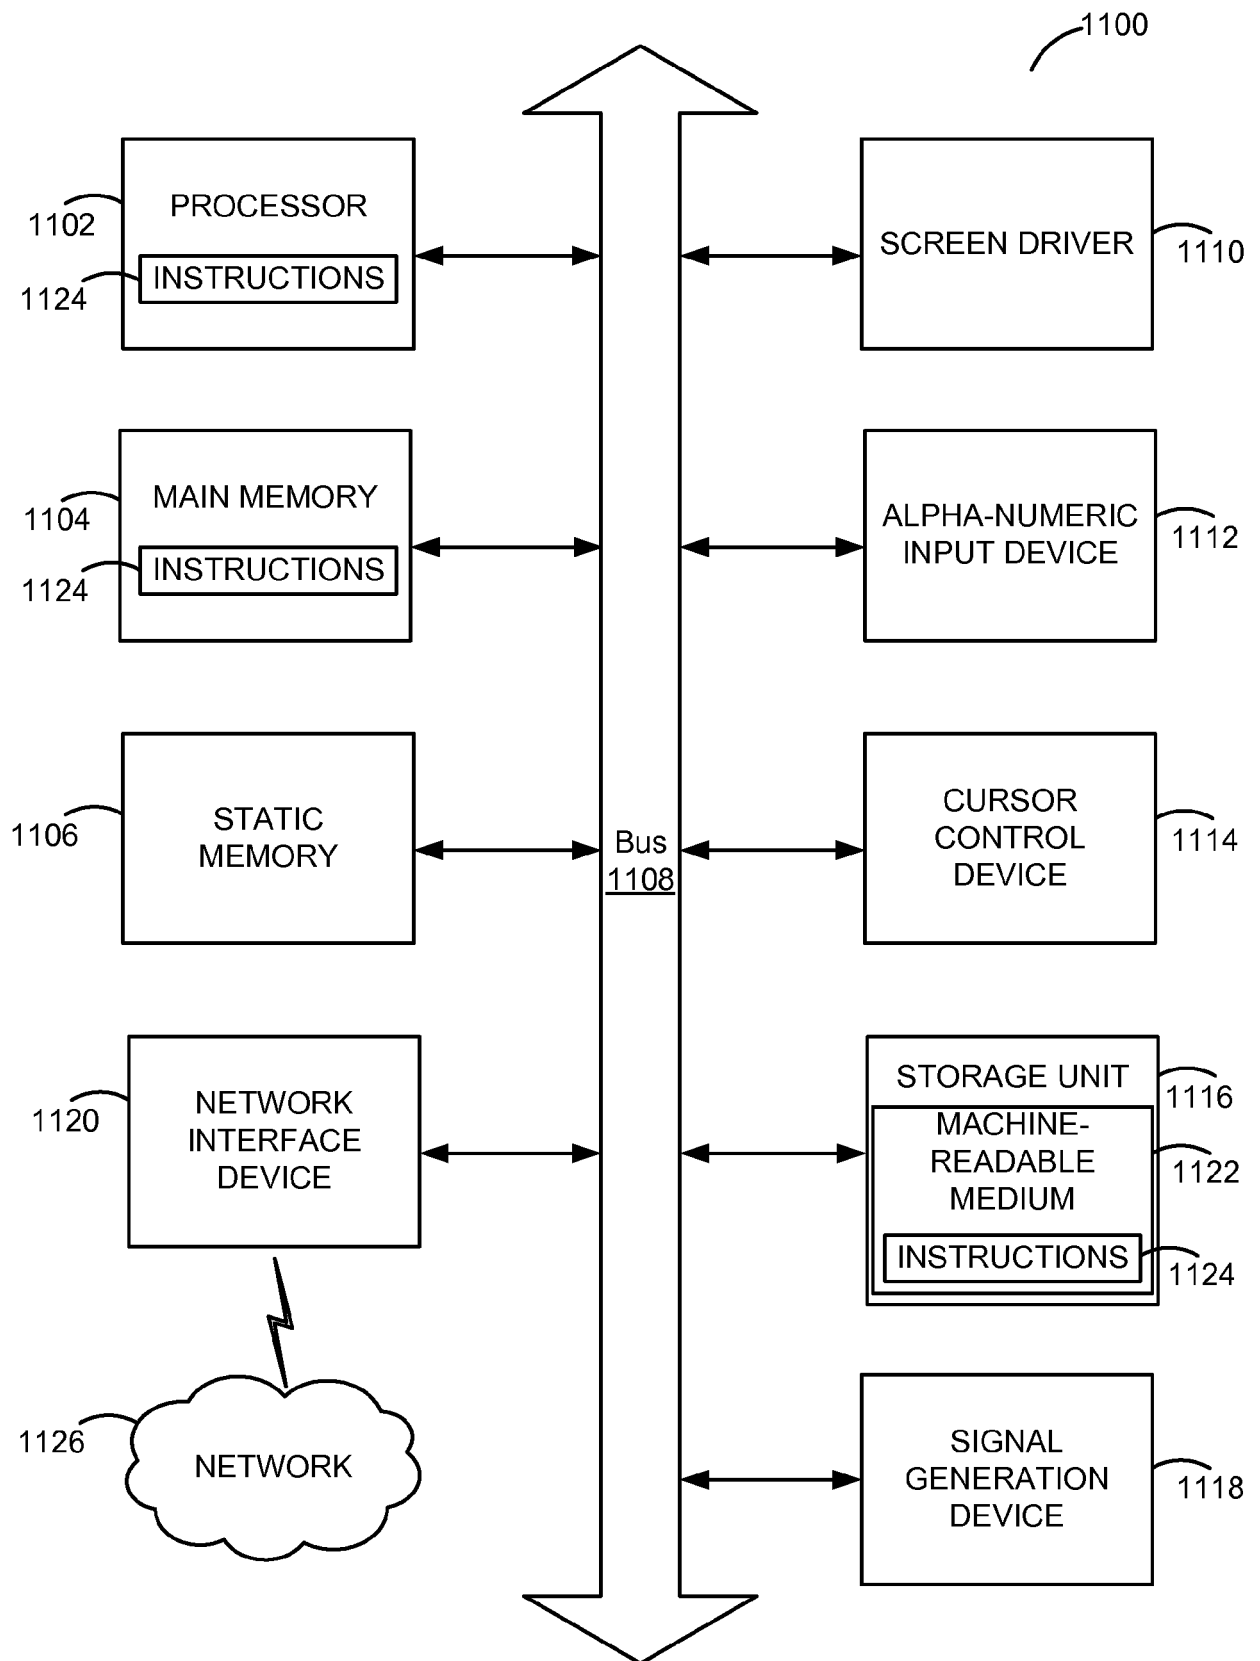 1100
PROCESSOR
1102
INSTRUCTIONS
1124
SCREEN DRIVER
1110
MAIN MEMORY
1104
INSTRUCTIONS
1124
ALPHA-NUMERIC
INPUT DEVICE
1112
STATIC
MEMORY
1106
Bus
1108
CURSOR
CONTROL
DEVICE
1114
NETWORK
INTERFACE
DEVICE
1120
STORAGE UNIT
1116
MACHINE-
READABLE
MEDIUM
1122
INSTRUCTIONS
1124
NETWORK
1126
SIGNAL
GENERATION
DEVICE
1118